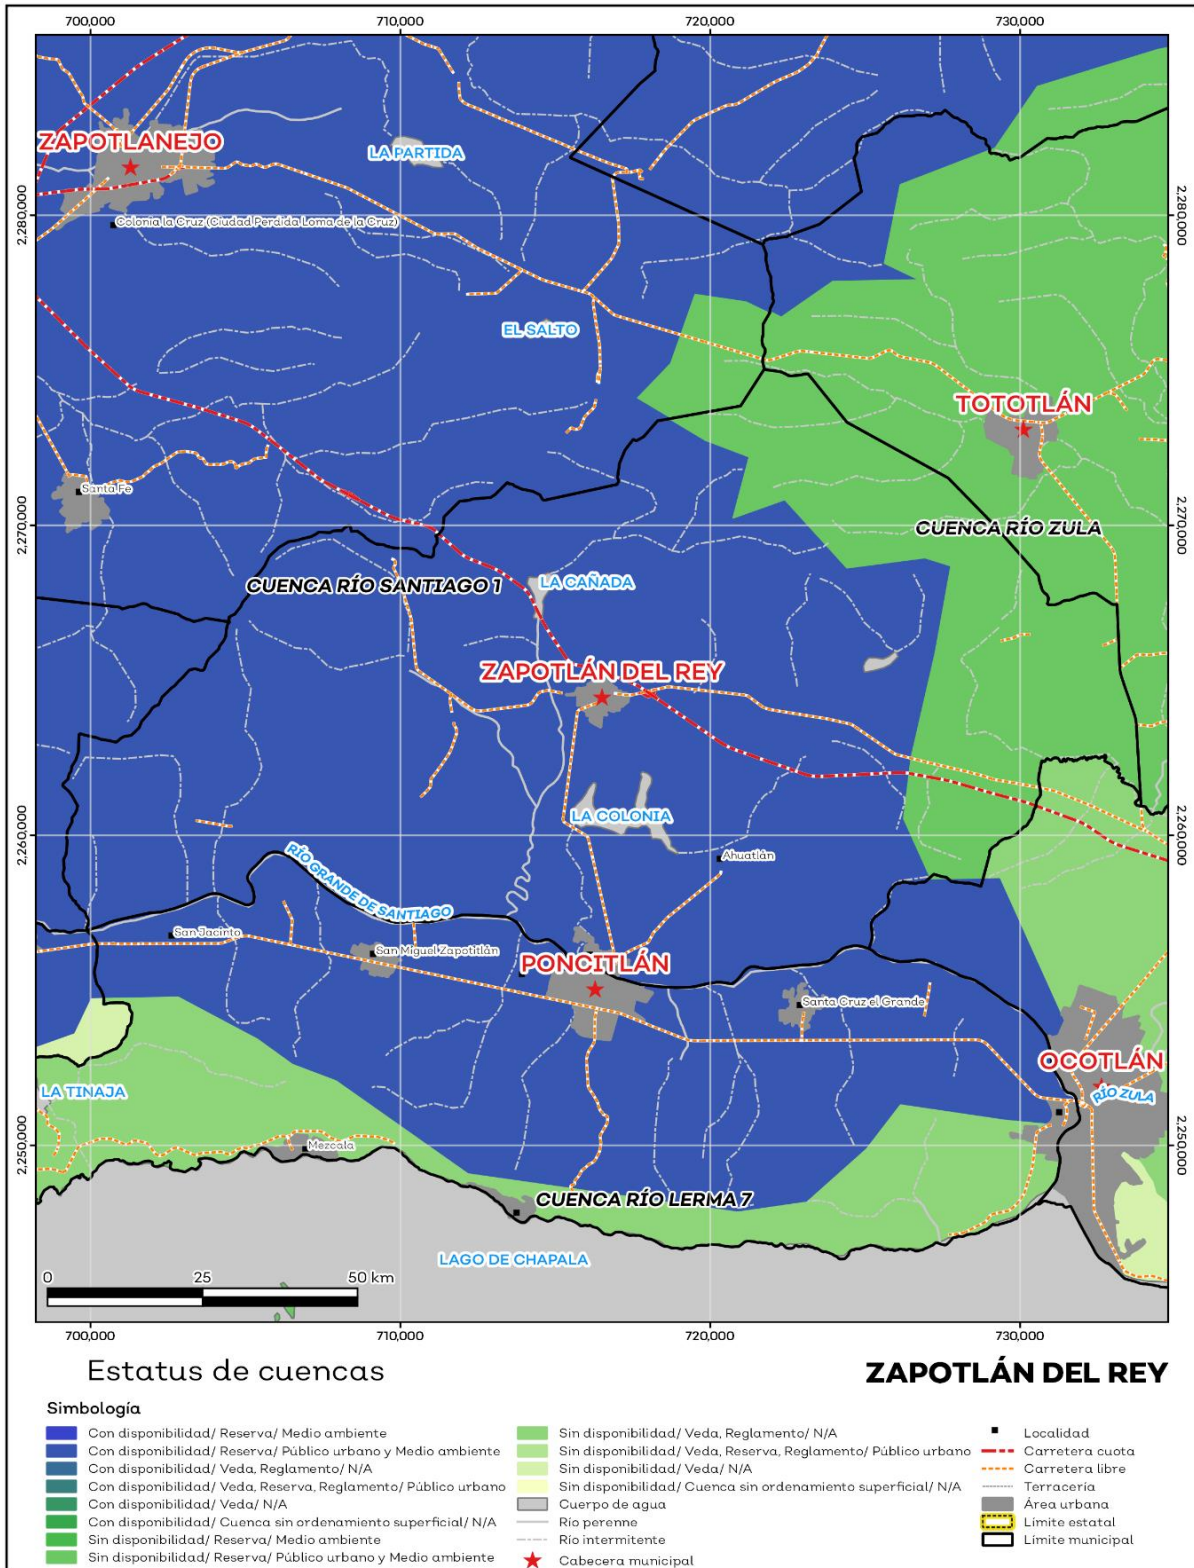 700,000
710,000
720,000
730,000
ZAPOTLANEJO
LA PARTIDA
2,280,000
2,280,000
Colonia la Cruz (Ciudad Perdida Loma de la Cruz)
EL SALTO
TOTOTLÁN
Santa Fe
2,270,000
2,270,000
CUENCA RÍO ZULA
CUENCA RÍO SANTIAGO 1
LA CAÑADA
ZAPOTLÁN DEL REY
LA COLONIA
2,260,000
2,260,000
Ahuatlán
RÍO GRANDE DE SANTIAGO
San Jacinto
San Miguel Zapotitlán
PONCITLÁN
Santa Cruz el Grande
OCOTLÁN
LA TINAJA
RÍO ZULA
2,250,000
2,250,000
Mezcala
CUENCA RÍO LERMA 7
LAGO DE CHAPALA
0 25 50 km
700,000
710,000
720,000
730,000
Estatus de cuencas
ZAPOTLÁN DEL REY
Simbología
Con disponibilidad/ Reserva/ Medio ambiente
Con disponibilidad/ Reserva/ Público urbano y Medio ambiente
Con disponibilidad/ Veda, Reglamento/ N/A
Con disponibilidad/ Veda, Reserva, Reglamento/ Público urbano
Con disponibilidad/ Veda/ N/A
Con disponibilidad/ Cuenca sin ordenamiento superficial/ N/A
Sin disponibilidad/ Reserva/ Medio ambiente
Sin disponibilidad/ Reserva/ Público urbano y Medio ambiente
Sin disponibilidad/ Veda, Reglamento/ N/A
Sin disponibilidad/ Veda, Reserva, Reglamento/ Público urbano
Sin disponibilidad/ Veda/ N/A
Sin disponibilidad/ Cuenca sin ordenamiento superficial/ N/A
Cuerpo de agua
Río perenne
Río intermitente
Cabecera municipal
Localidad
Carretera cuota
Carretera libre
Terracería
Área urbana
Límite estatal
Límite municipal